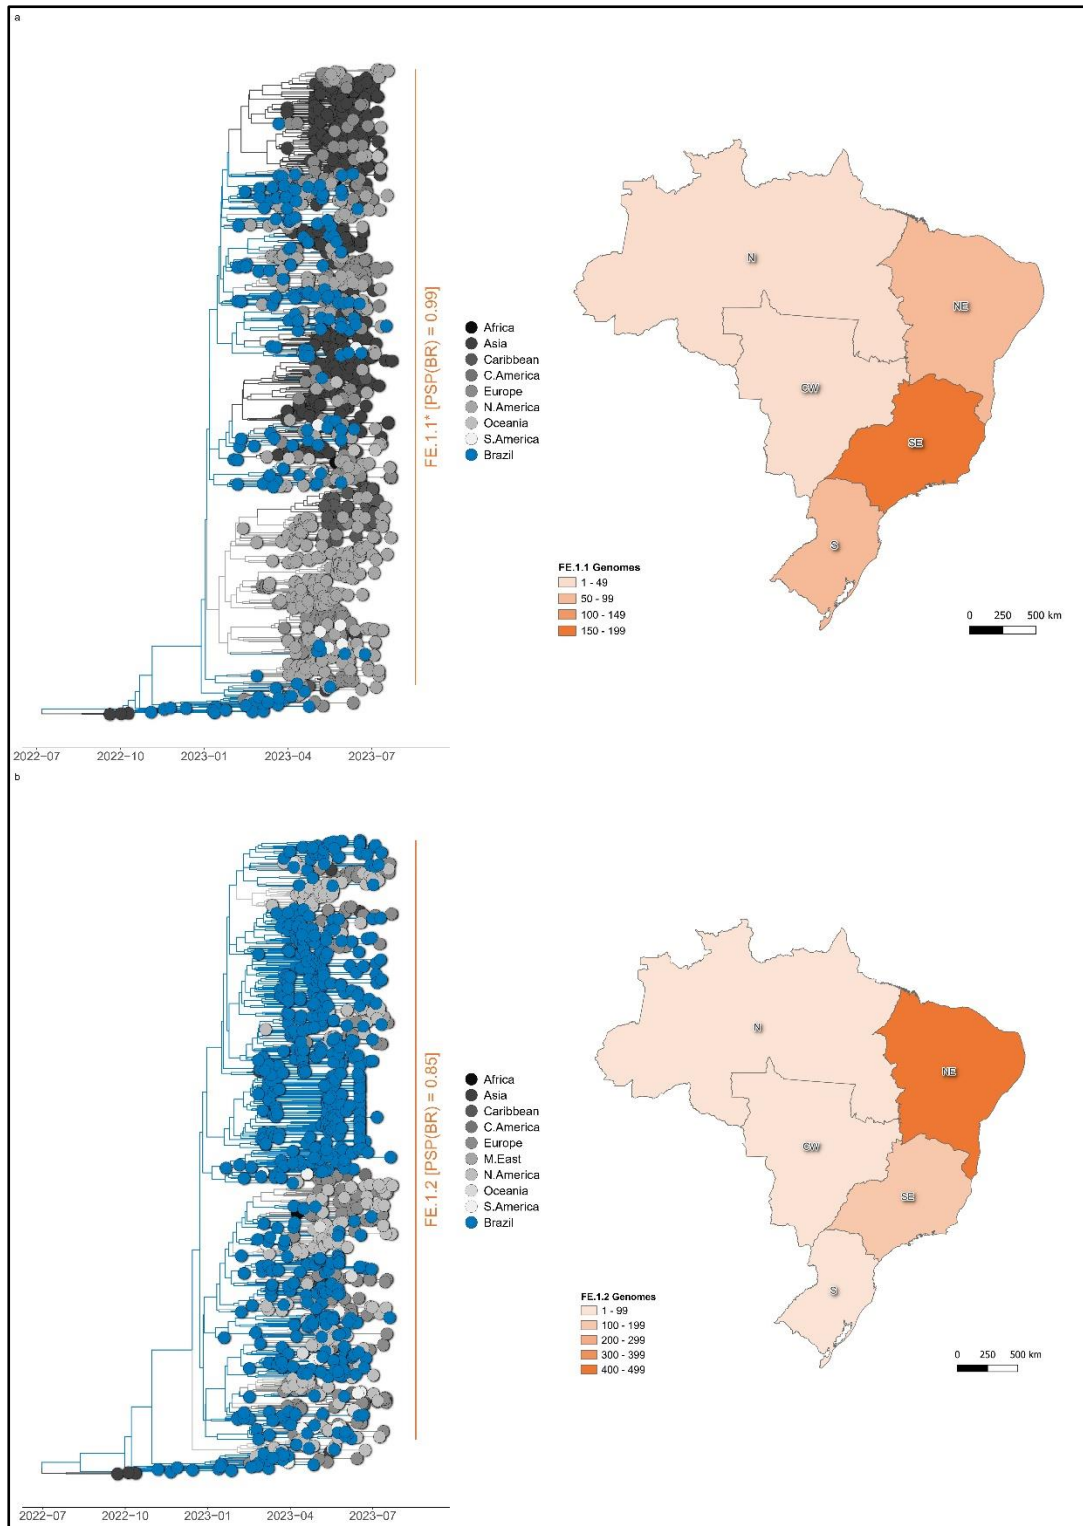 a
FE.1.1* [PSP(BR) = 0.99]
Africa
Asia
Caribbean
C.America
Europe
N.America
Oceania
S.America
Brazil
2022-07 2022-10 2023-01 2023-04 2023-07
N
NE
CW
SE
S
FE.1.1 Genomes
1 - 49
50 - 99
100 - 149
150 - 199
0 250 500 km
b
FE.1.2 [PSP(BR) = 0.85]
Africa
Asia
Caribbean
C.America
Europe
M.East
N.America
Oceania
S.America
Brazil
2022-07 2022-10 2023-01 2023-04 2023-07
N
NE
CW
SE
S
FE.1.2 Genomes
1 - 99
100 - 199
200 - 299
300 - 399
400 - 499
0 250 500 km